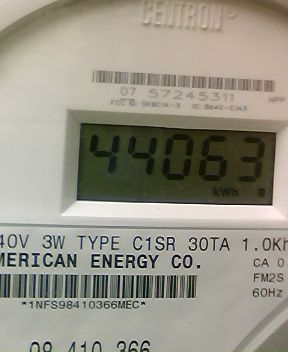 CENTRON®
07 57245311 HPP
44063
kWh
40V 3W TYPE C1SR 30TA 1.0Kh
MERICAN ENERGY CO. CA 0
FM2S
*1NFS98410366MEC* 60Hz
98 410 366